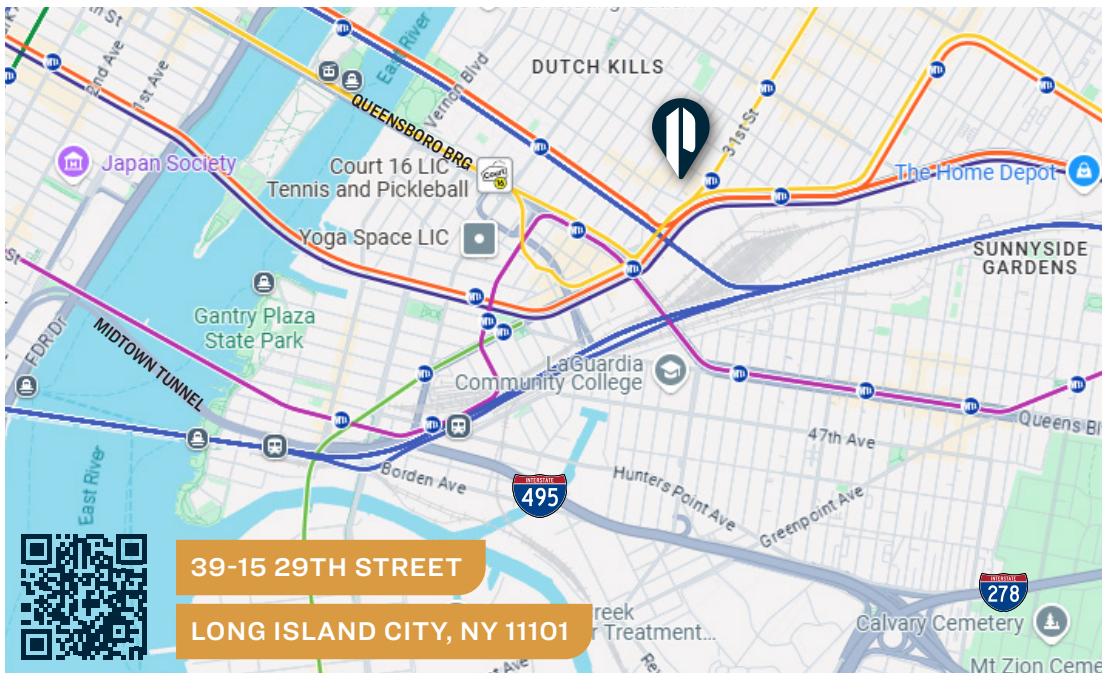 2nd Ave
1st Ave
East River
Vernon Blvd
DUTCH KILLS
QUEENSBORO BRG
31st St
Japan Society
Court 16 LIC
Tennis and Pickleball
Court
16
The Home Depot
Yoga Space LIC
SUNNYSIDE
GARDENS
St
Gantry Plaza
State Park
FDR Dr
MIDTOWN TUNNEL
LaGuardia
Community College
Queens Bl
47th Ave
Borden Ave
Hunters Point Ave
Greenpoint Ave
East River
INTERSTATE
495
INTERSTATE
278
39-15 29TH STREET
LONG ISLAND CITY, NY 11101
reek
r Treatment...
Calvary Cemetery
Mt Zion Ceme
t Ave